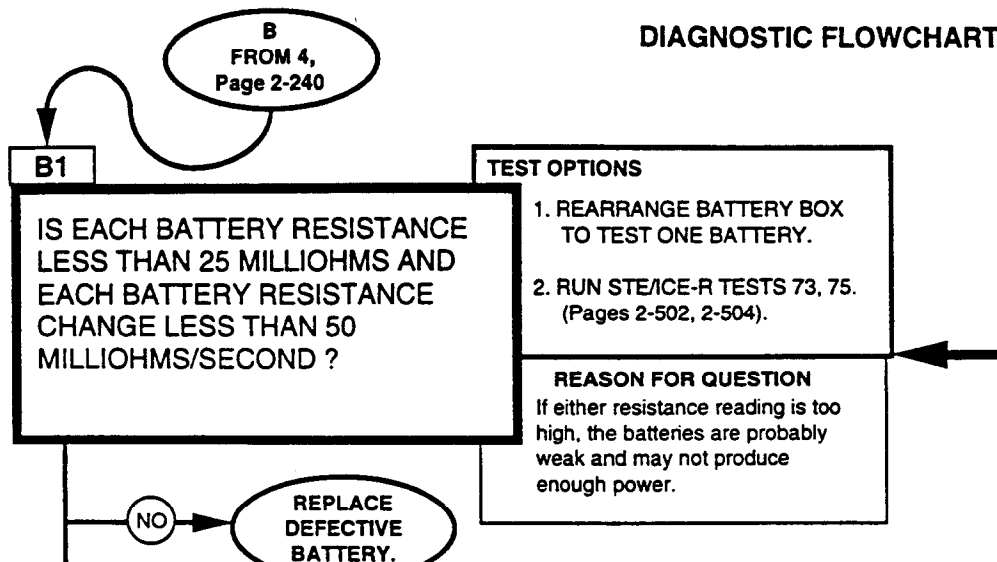 DIAGNOSTIC FLOWCHART
B
FROM 4,
Page 2-240
B1
IS EACH BATTERY RESISTANCE
LESS THAN 25 MILLIOHMS AND
EACH BATTERY RESISTANCE
CHANGE LESS THAN 50
MILLIOHMS/SECOND ?
TEST OPTIONS
1. REARRANGE BATTERY BOX
TO TEST ONE BATTERY.
2. RUN STE/ICE-R TESTS 73, 75.
(Pages 2-502, 2-504).
REASON FOR QUESTION
If either resistance reading is too
high, the batteries are probably
weak and may not produce
enough power.
NO
REPLACE
DEFECTIVE
BATTERY.